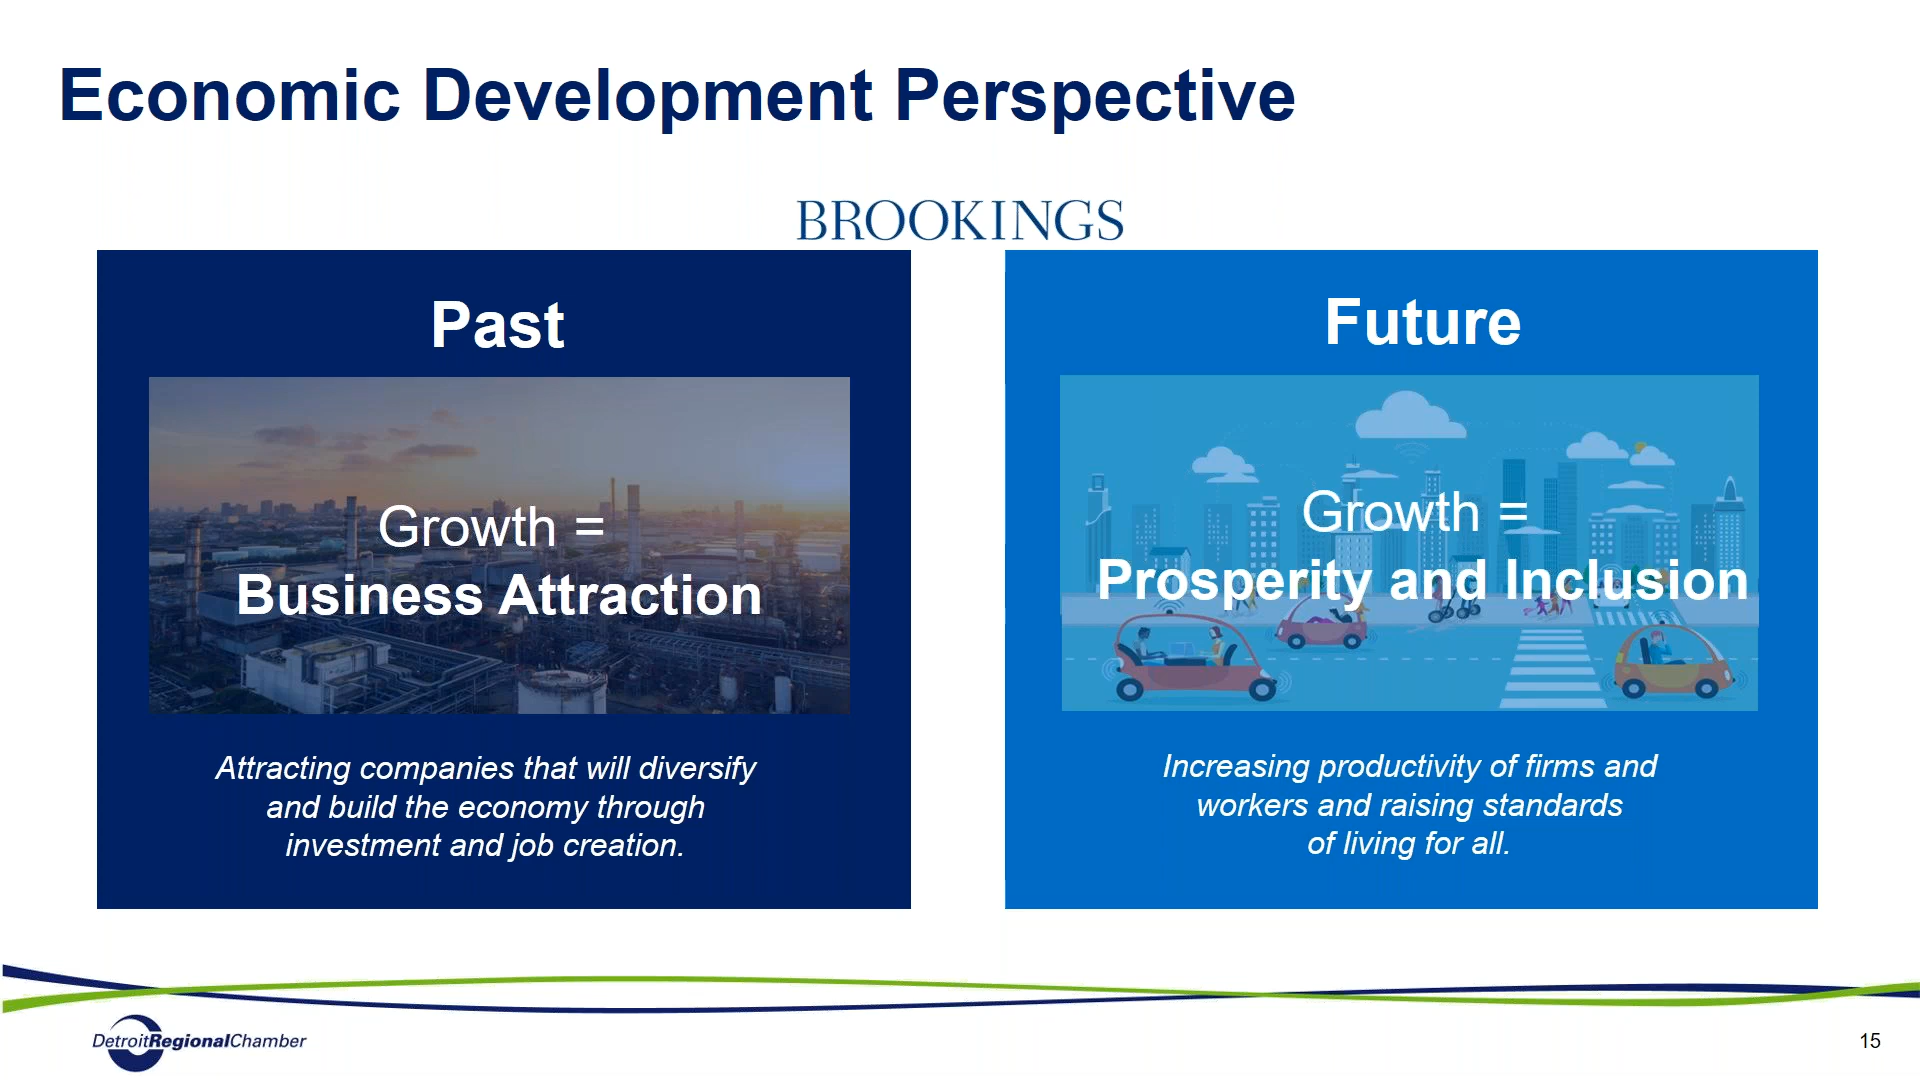 Economic Development Perspective
BROOKINGS
Past
Growth =
Business Attraction
Attracting companies that will diversify
and build the economy through
investment and job creation.
Future
Growth =
Prosperity and Inclusion
Increasing productivity of firms and
workers and raising standards
of living for all.
DetroitRegionalChamber
15